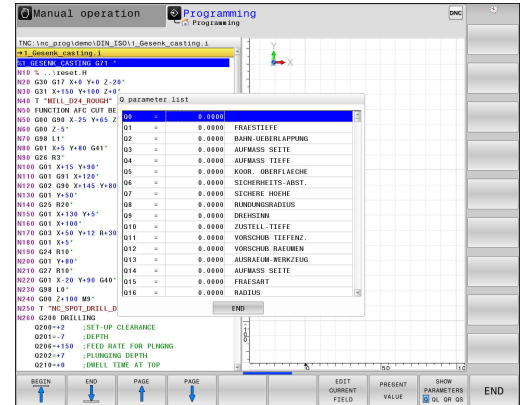 Manual operation
Programming
Programming
DNC
TNC:\nc_prog\demo\DIN_ISO\1_Gesenk_casting.i
→1_Gesenk_casting.i
%1_GESENK_CASTING G71 *
N10 % ..\reset.H
N20 G30 G17 X+0 Y+0 Z-20*
N30 G31 X+150 Y+100 Z+0*
N40 T "MILL_D24_ROUGH"
N50 FUNCTION AFC CUT BE
N50 G00 G90 X-25 Y+65 Z
N60 G00 Z-5*
N70 G98 L1*
N80 G01 X+5 Y+80 G41*
N90 G26 R3*
N100 G01 X+15 Y+90*
N110 G01 G91 X+120*
N120 G02 G90 X+145 Y+80
N130 G01 Y+50*
N140 G25 R20*
N150 G01 X+130 Y+5*
N160 G01 X+100*
N170 G03 X+50 Y+12 R+30
N180 G01 X+5*
N190 G24 R10*
N200 G01 Y+80*
N210 G27 R10*
N220 G01 X-20 Y+90 G40*
N230 G98 L0*
N240 G00 Z+100 M9*
N250 T "NC_SPOT_DRILL_D
N260 G200 DRILLING
Q200=+2 ;SET-UP CLEARANCE
Q201=-7 ;DEPTH
Q206=+150 ;FEED RATE FOR PLNGNG
Q202=+7 ;PLUNGING DEPTH
Q210=+0 ;DWELL TIME AT TOP
Y
X
Q parameter list
Q0 = 0.0000
Q1 = 0.0000 FRAESTIEFE
Q2 = 0.0000 BAHN-UEBERLAPPUNG
Q3 = 0.0000 AUFMASS SEITE
Q4 = 0.0000 AUFMASS TIEFE
Q5 = 0.0000 KOOR. OBERFLAECHE
Q6 = 0.0000 SICHERHEITS-ABST.
Q7 = 0.0000 SICHERE HOEHE
Q8 = 0.0000 RUNDUNGSRADIUS
Q9 = 0.0000 DREHSINN
Q10 = 0.0000 ZUSTELL-TIEFE
Q11 = 0.0000 VORSCHUB TIEFENZ.
Q12 = 0.0000 VORSCHUB RAEUMEN
Q13 = 0.0000 AUSRAEUM-WERKZEUG
Q14 = 0.0000 AUFMASS SEITE
Q15 = 0.0000 FRAESART
Q16 = 0.0000 RADIUS
END
0 50 10
BEGIN
END
PAGE
PAGE
EDIT CURRENT FIELD
PRESENT VALUE
SHOW PARAMETERS
Q QL QR QS
END